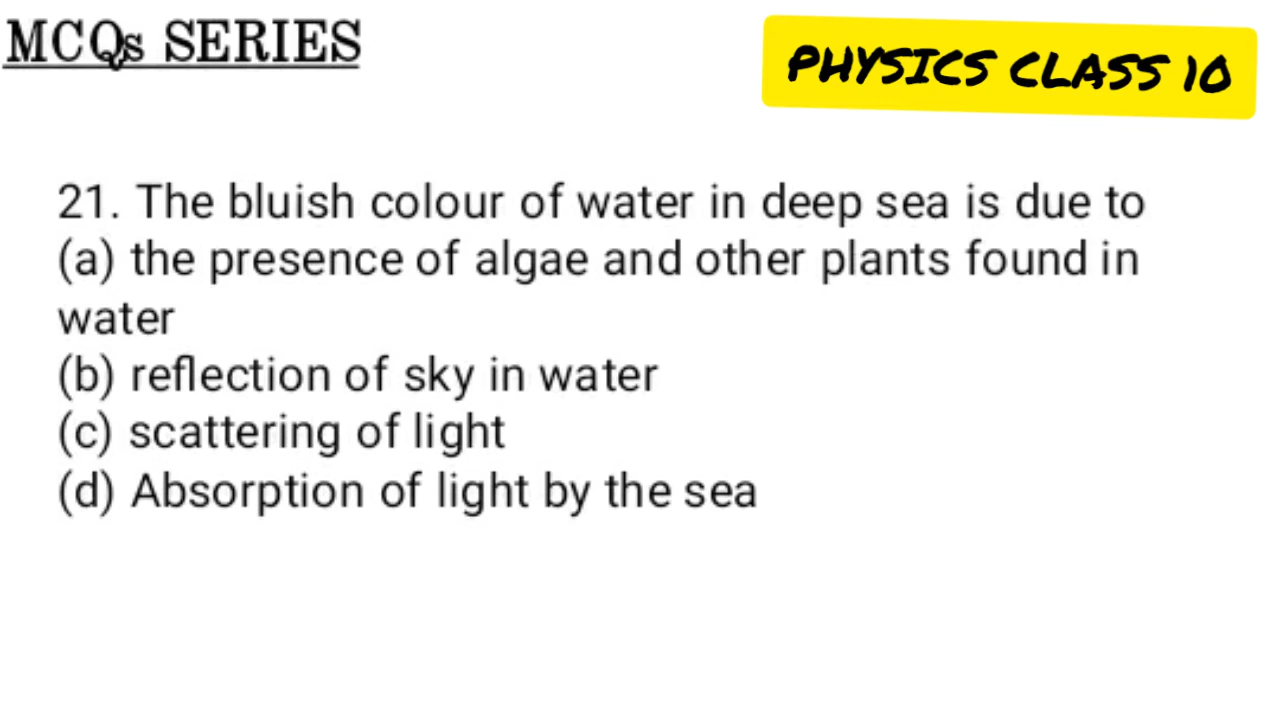 MCQs SERIES
PHYSICS CLASS 10
21. The bluish colour of water in deep sea is due to
(a) the presence of algae and other plants found in
water
(b) reflection of sky in water
(c) scattering of light
(d) Absorption of light by the sea